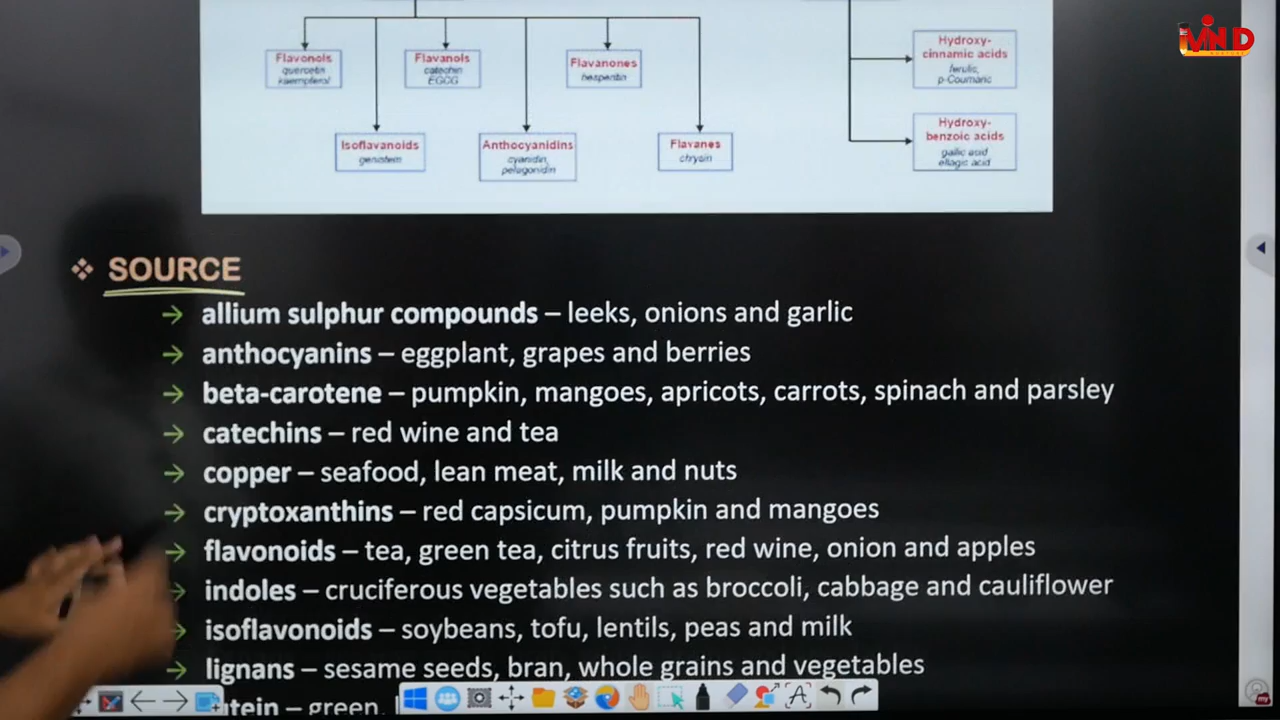 Flavonols
quercetin
kaempferol
Flavanols
catechin
EGCG
Flavanones
hesperitin
Hydroxy-
cinnamic acids
ferulic,
p-Coumaric
Isoflavanoids
genistein
Anthocyanidins
cyanidin,
pelagonidin
Flavanes
chrysin
Hydroxy-
benzoic acids
gallic acid
ellagic acid
❖ SOURCE
→ allium sulphur compounds – leeks, onions and garlic
→ anthocyanins – eggplant, grapes and berries
→ beta-carotene – pumpkin, mangoes, apricots, carrots, spinach and parsley
→ catechins – red wine and tea
→ copper – seafood, lean meat, milk and nuts
→ cryptoxanthins – red capsicum, pumpkin and mangoes
→ flavonoids – tea, green tea, citrus fruits, red wine, onion and apples
→ indoles – cruciferous vegetables such as broccoli, cabbage and cauliflower
→ isoflavonoids – soybeans, tofu, lentils, peas and milk
→ lignans – sesame seeds, bran, whole grains and vegetables
utein – green,